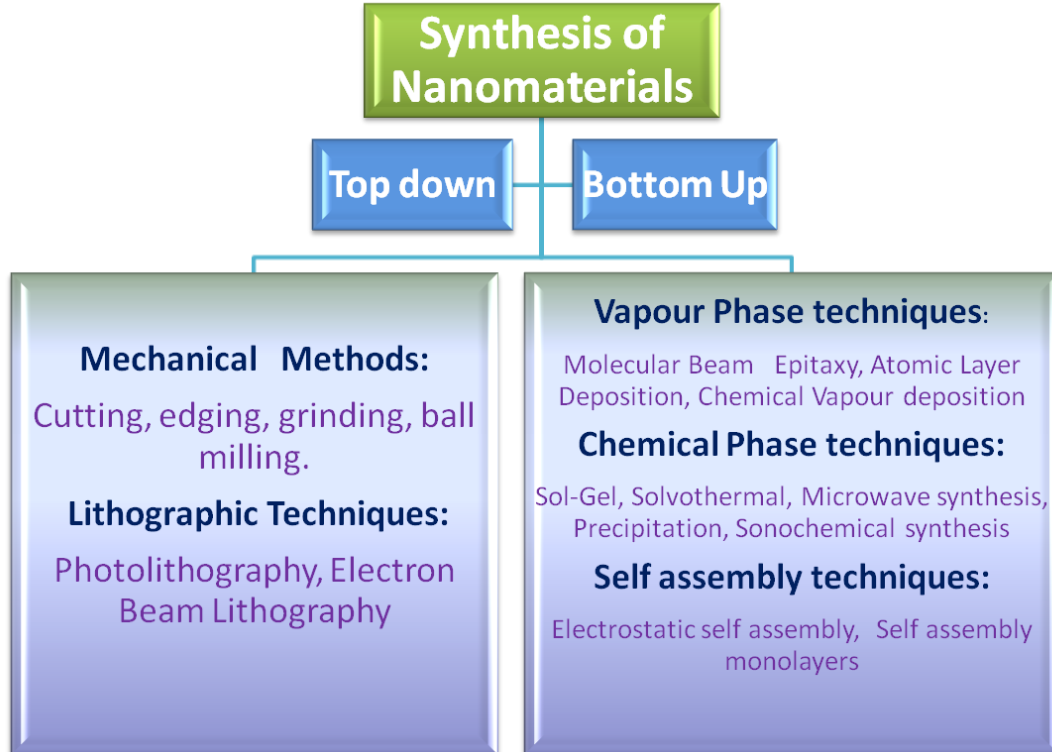 Synthesis of
Nanomaterials
Top down
Bottom Up
Mechanical Methods:
Cutting, edging, grinding, ball
milling.
Lithographic Techniques:
Photolithography, Electron
Beam Lithography
Vapour Phase techniques:
Molecular Beam Epitaxy, Atomic Layer
Deposition, Chemical Vapour deposition
Chemical Phase techniques:
Sol-Gel, Solvothermal, Microwave synthesis,
Precipitation, Sonochemical synthesis
Self assembly techniques:
Electrostatic self assembly, Self assembly
monolayers